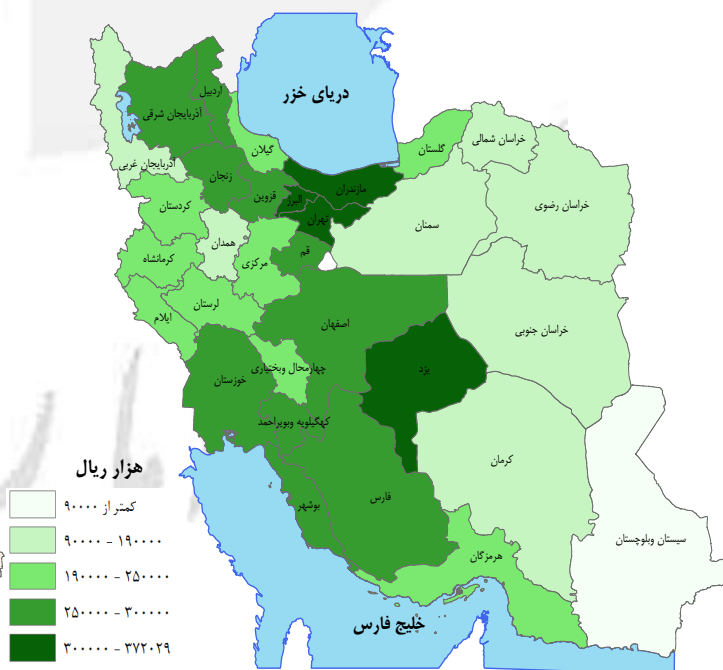 دریای خزر
اردبیل
آذربایجان شرقی
گیلان
گلستان
خراسان شمالی
آذربایجان غربی
زنجان
مازندران
قزوین
البرز
کردستان
خراسان رضوی
تهران
سمنان
همدان
قم
کرمانشاه
مرکزی
لرستان
ایلام
اصفهان
خراسان جنوبی
چهارمحال وبختیاری
یزد
خوزستان
کهگیلویه وبویراحمد
کرمان
هزار ریال
فارس
بوشهر
کمتر از ۹۰۰۰۰
سیستان وبلوچستان
۹۰۰۰۰ - ۱۹۰۰۰۰
هرمزگان
۱۹۰۰۰۰ - ۲۵۰۰۰۰
۲۵۰۰۰۰ - ۳۰۰۰۰۰
خلیج فارس
۳۰۰۰۰۰ - ۳۷۲۰۲۹